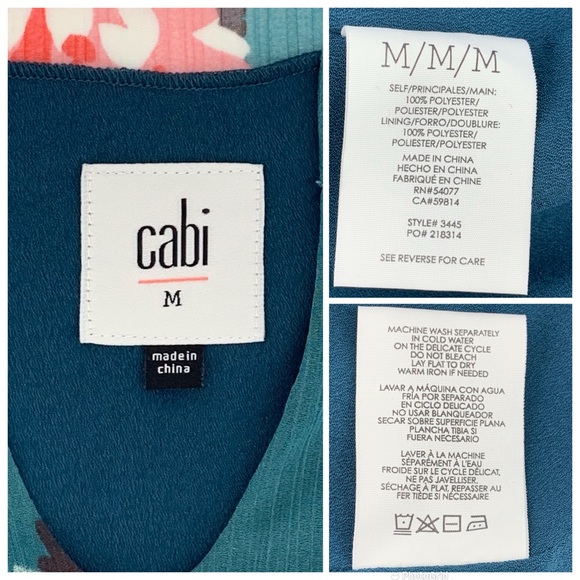 cabi
M
made in
china
M/M/M
SELF/PRINCIPALES/MAIN:
100% POLYESTER/
POLIESTER/POLYESTER
LINING/FORRO/DOUBLURE:
100% POLYESTER/
POLIESTER/POLYESTER
MADE IN CHINA
HECHO EN CHINA
FABRIQUÉ EN CHINE
RN#54077
CA#59814
STYLE# 3445
PO# 218314
SEE REVERSE FOR CARE
MACHINE WASH SEPARATELY
IN COLD WATER
ON THE DELICATE CYCLE
DO NOT BLEACH
LAY FLAT TO DRY
WARM IRON IF NEEDED
LAVAR A MÁQUINA CON AGUA
FRÍA POR SEPARADO
EN CICLO DELICADO
NO USAR BLANQUEADOR
SECAR SOBRE SUPERFICIE PLANA
PLANCHA TIBIA SI
FUERA NECESARIO
LAVER À LA MACHINE
SÉPARÉMENT À L'EAU
FROIDE SUR LE CYCLE DÉLICAT.
NE PAS JAVELLISER.
SÉCHAGE À PLAT, REPASSER AU
FER TIÈDE SI NÉCESSAIRE
PhotoGrid